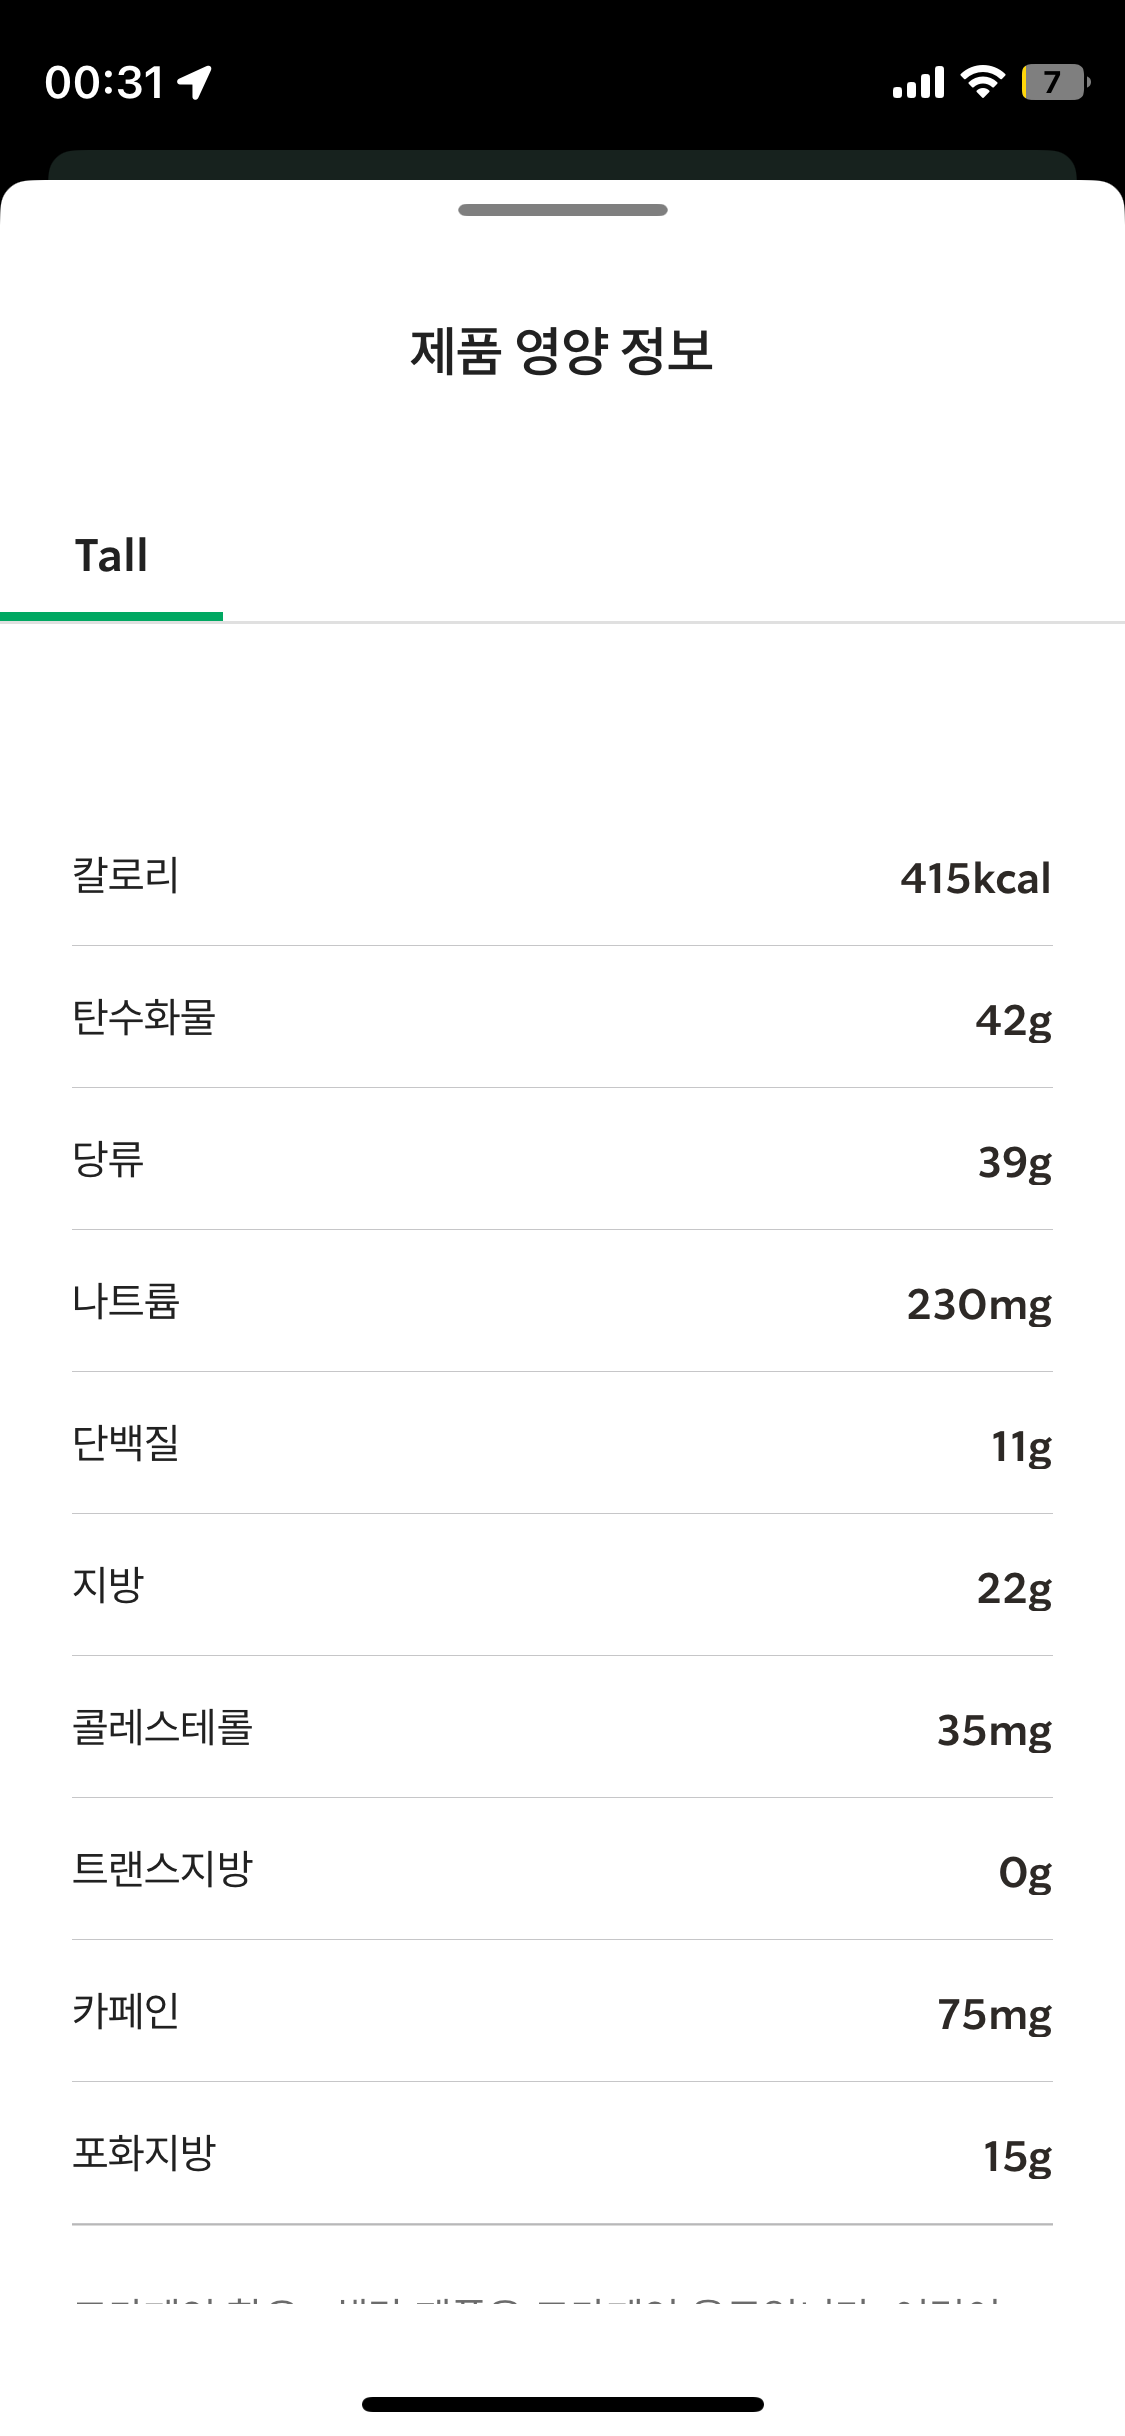 00:31
7
제품 영양 정보
Tall
칼로리 415kcal
탄수화물 42g
당류 39g
나트륨 230mg
단백질 11g
지방 22g
콜레스테롤 35mg
트랜스지방 0g
카페인 75mg
포화지방 15g